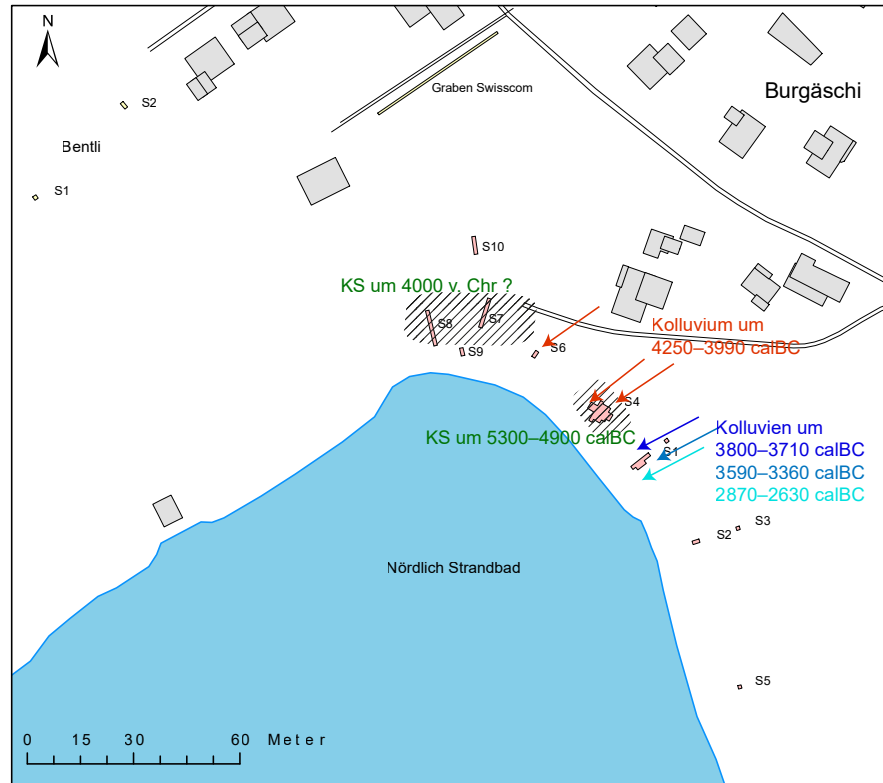 N
Graben Swisscom
Burgäschi
S2
Bentli
S1
S10
KS um 4000 v. Chr ?
S8
S7
S9
S6
Kolluvium um
4250–3990 calBC
S4
KS um 5300–4900 calBC
S1
Kolluvien um
3800–3710 calBC
3590–3360 calBC
2870–2630 calBC
S3
S2
Nördlich Strandbad
S5
0 15 30 60 Meter